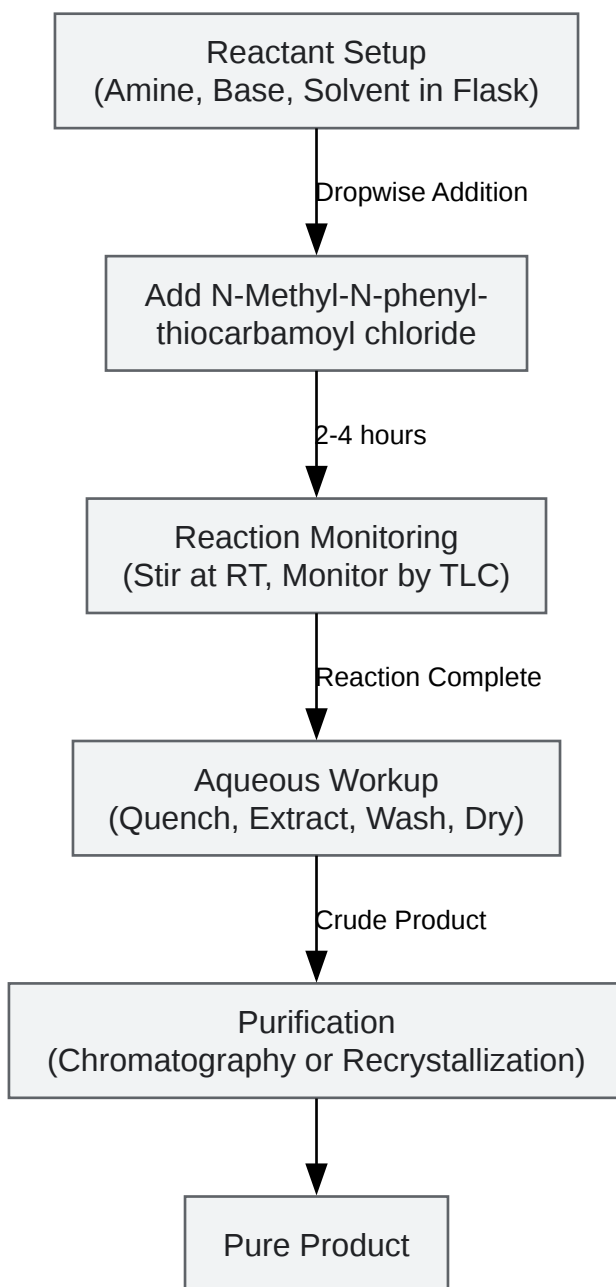 Reactant Setup
(Amine, Base, Solvent in Flask)
Dropwise Addition
Add N-Methyl-N-phenyl-
thiocarbamoyl chloride
2-4 hours
Reaction Monitoring
(Stir at RT, Monitor by TLC)
Reaction Complete
Aqueous Workup
(Quench, Extract, Wash, Dry)
Crude Product
Purification
(Chromatography or Recrystallization)
Pure Product